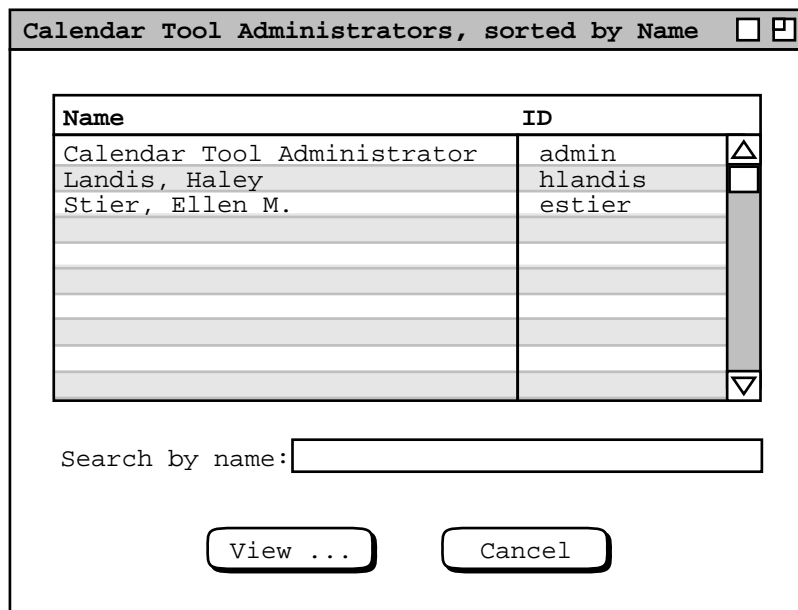 Calendar Tool Administrators, sorted by Name
Name ID
Calendar Tool Administrator admin
Landis, Haley hlandis
Stier, Ellen M. estier
Search by name:
View ... Cancel